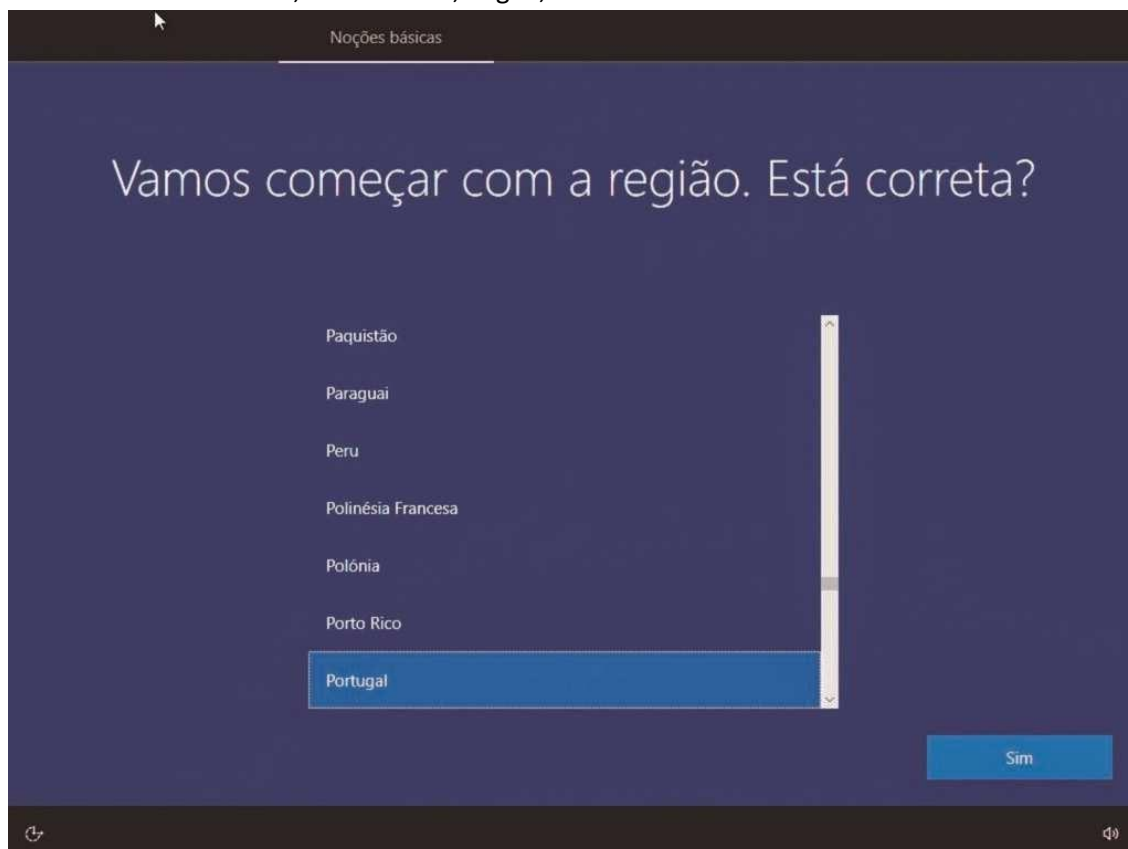 Noções básicas
Vamos começar com a região. Está correta?
Paquistão
Paraguai
Peru
Polinésia Francesa
Polónia
Porto Rico
Portugal
Sim